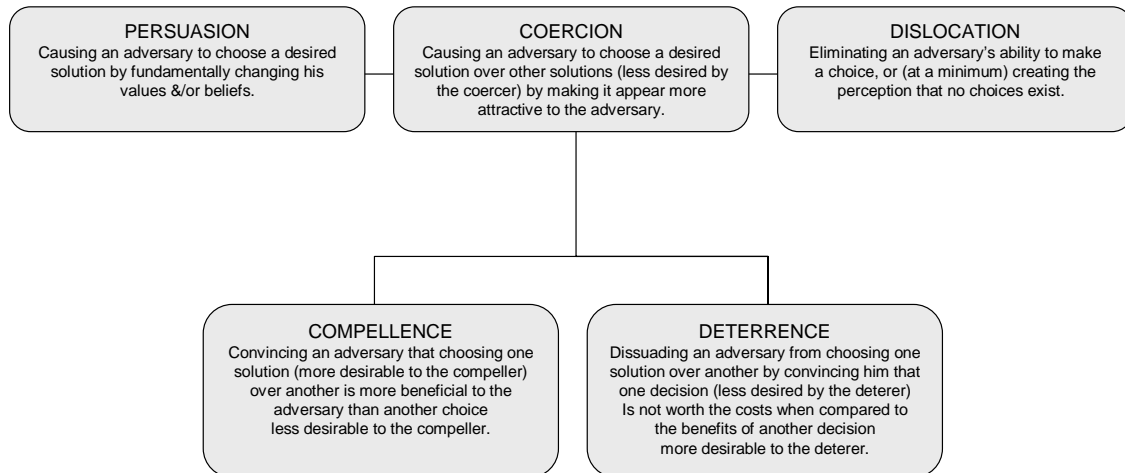 PERSUASION
Causing an adversary to choose a desired
solution by fundamentally changing his
values &/or beliefs.
COERCION
Causing an adversary to choose a desired
solution over other solutions (less desired by
the coercer) by making it appear more
attractive to the adversary.
DISLOCATION
Eliminating an adversary’s ability to make
a choice, or (at a minimum) creating the
perception that no choices exist.
COMPELLENCE
Convincing an adversary that choosing one
solution (more desirable to the compeller)
over another is more beneficial to the
adversary than another choice
less desirable to the compeller.
DETERRENCE
Dissuading an adversary from choosing one
solution over another by convincing him that
one decision (less desired by the deterer)
Is not worth the costs when compared to
the benefits of another decision
more desirable to the deterer.